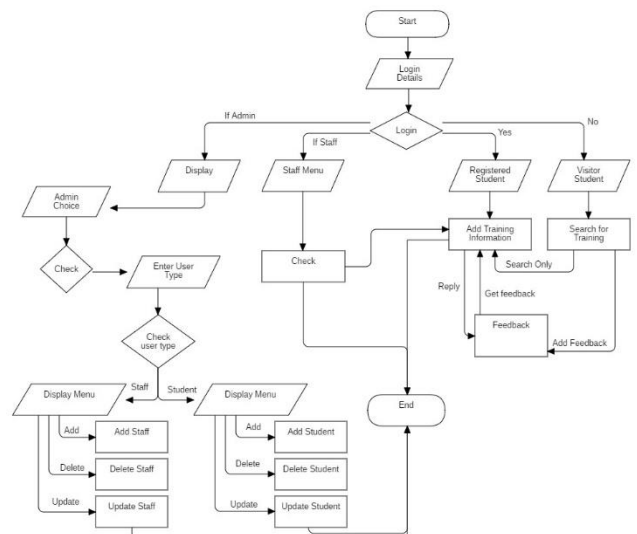 Start
Login
Details
Login
If Admin
If Staff
Yes
No
Display
Staff Menu
Registered
Student
Visitor
Student
Admin
Choice
Add Training
Information
Search for
Training
Check
Enter User
Type
Check
Search Only
Reply
Get feedback
Feedback
Add Feedback
Check
user type
Staff
Student
Display Menu
Display Menu
End
Add
Add Staff
Add
Add Student
Delete
Delete Staff
Delete
Delete Student
Update
Update Staff
Update
Update Student